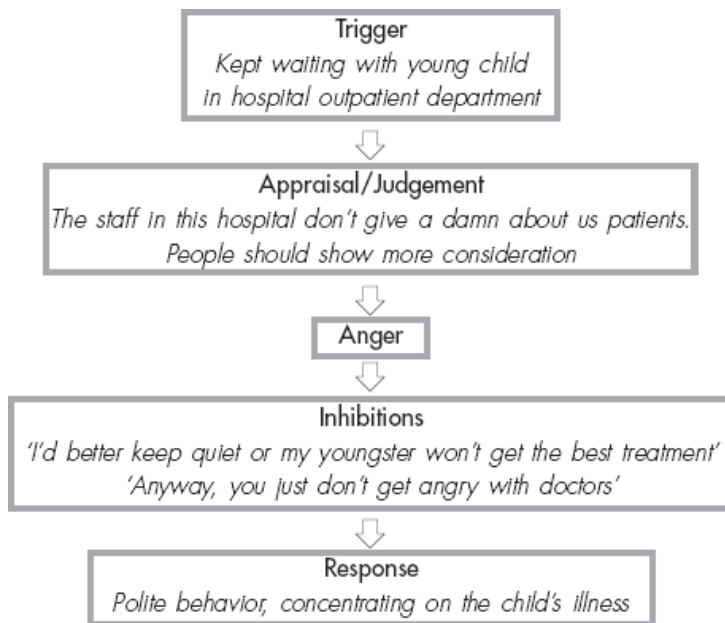 Trigger
Kept waiting with young child
in hospital outpatient department
Appraisal/Judgement
The staff in this hospital don't give a damn about us patients.
People should show more consideration
Anger
Inhibitions
'I'd better keep quiet or my youngster won't get the best treatment'
'Anyway, you just don't get angry with doctors'
Response
Polite behavior, concentrating on the child's illness